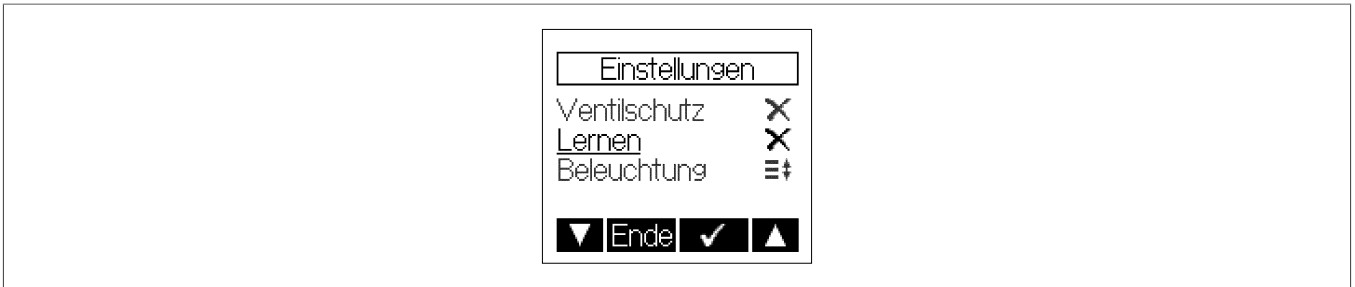 Einstellungen
Ventilschutz
Lernen
Beleuchtung
Ende